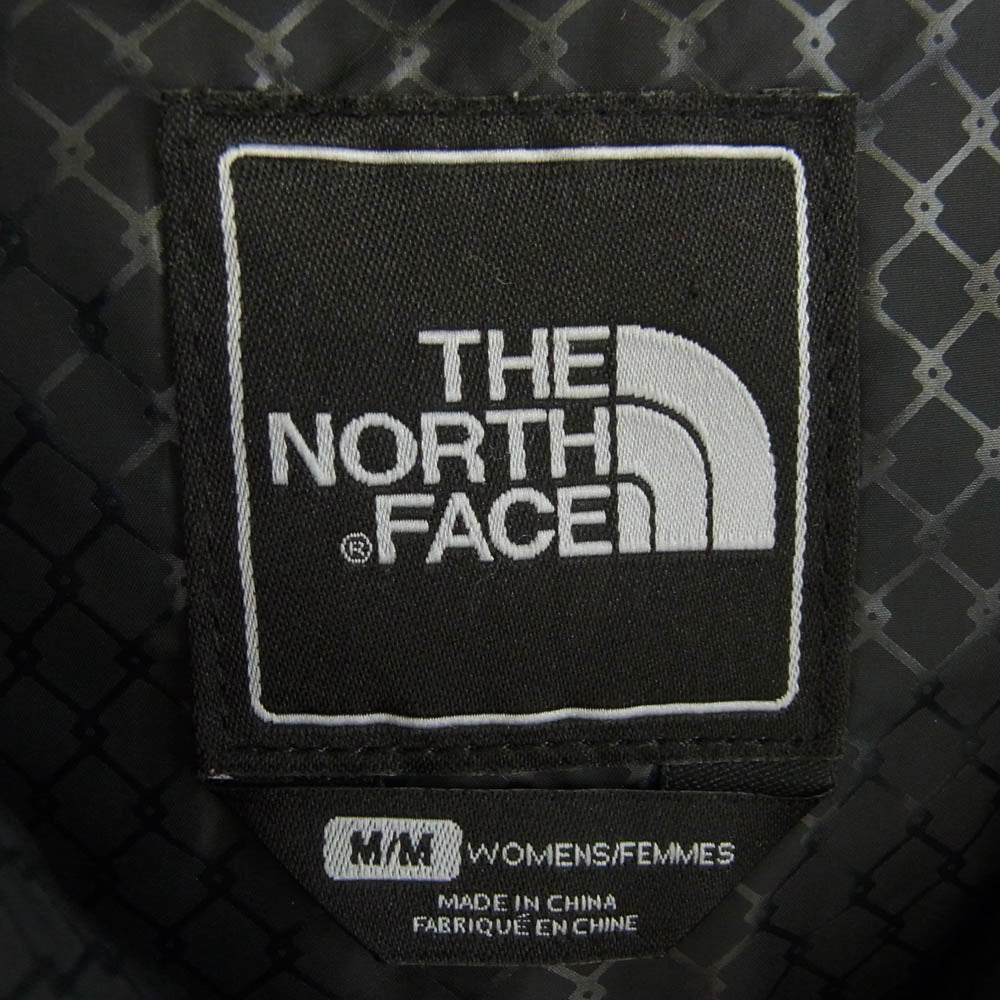 THE
NORTH
®FACE
M/M WOMENS/FEMMES
MADE IN CHINA
FABRIQUÉ EN CHINE